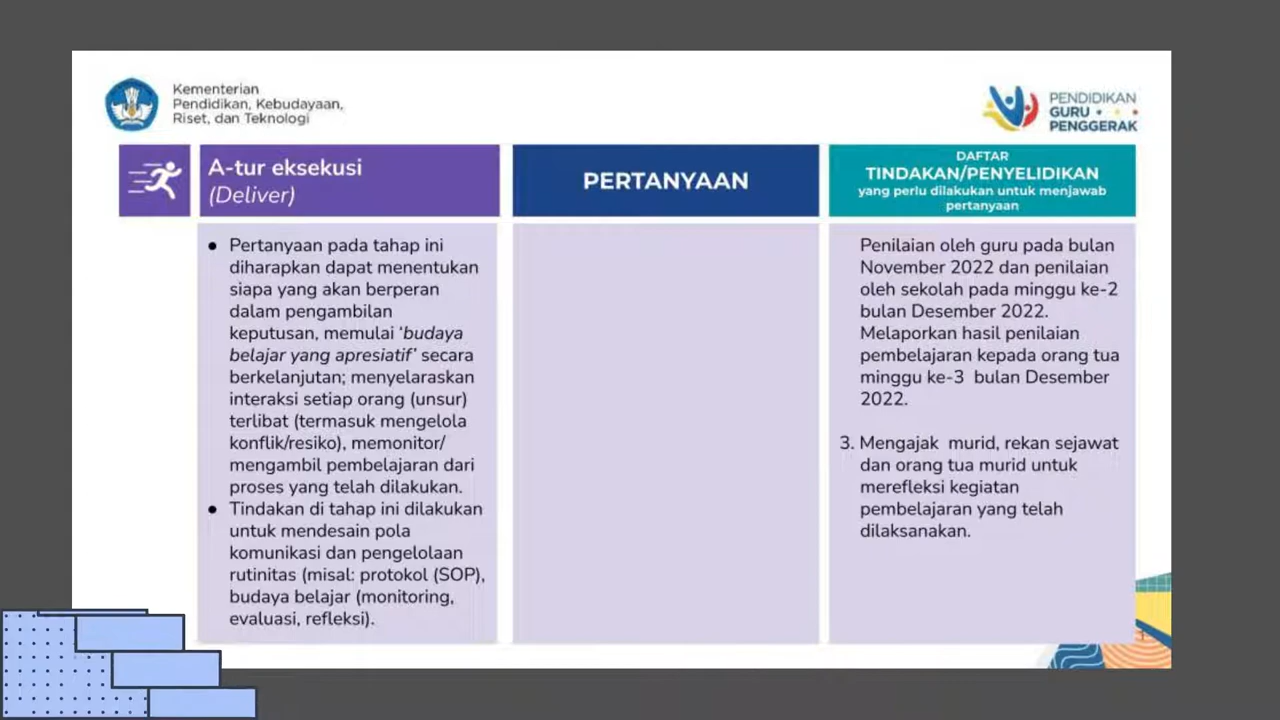 Kementerian
Pendidikan, Kebudayaan,
Riset, dan Teknologi
PENDIDIKAN
GURU
PENGGERAK
A-tur eksekusi
(Deliver)
PERTANYAAN
DAFTAR
TINDAKAN/PENYELIDIKAN
yang perlu dilakukan untuk menjawab
pertanyaan
● Pertanyaan pada tahap ini
diharapkan dapat menentukan
siapa yang akan berperan
dalam pengambilan
keputusan, memulai ‘budaya
belajar yang apresiatif’ secara
berkelanjutan; menyelaraskan
interaksi setiap orang (unsur)
terlibat (termasuk mengelola
konflik/resiko), memonitor/
mengambil pembelajaran dari
proses yang telah dilakukan.
● Tindakan di tahap ini dilakukan
untuk mendesain pola
komunikasi dan pengelolaan
rutinitas (misal: protokol (SOP),
budaya belajar (monitoring,
evaluasi, refleksi).
Penilaian oleh guru pada bulan
November 2022 dan penilaian
oleh sekolah pada minggu ke-2
bulan Desember 2022.
Melaporkan hasil penilaian
pembelajaran kepada orang tua
minggu ke-3 bulan Desember
2022.
3. Mengajak murid, rekan sejawat
dan orang tua murid untuk
merefleksi kegiatan
pembelajaran yang telah
dilaksanakan.